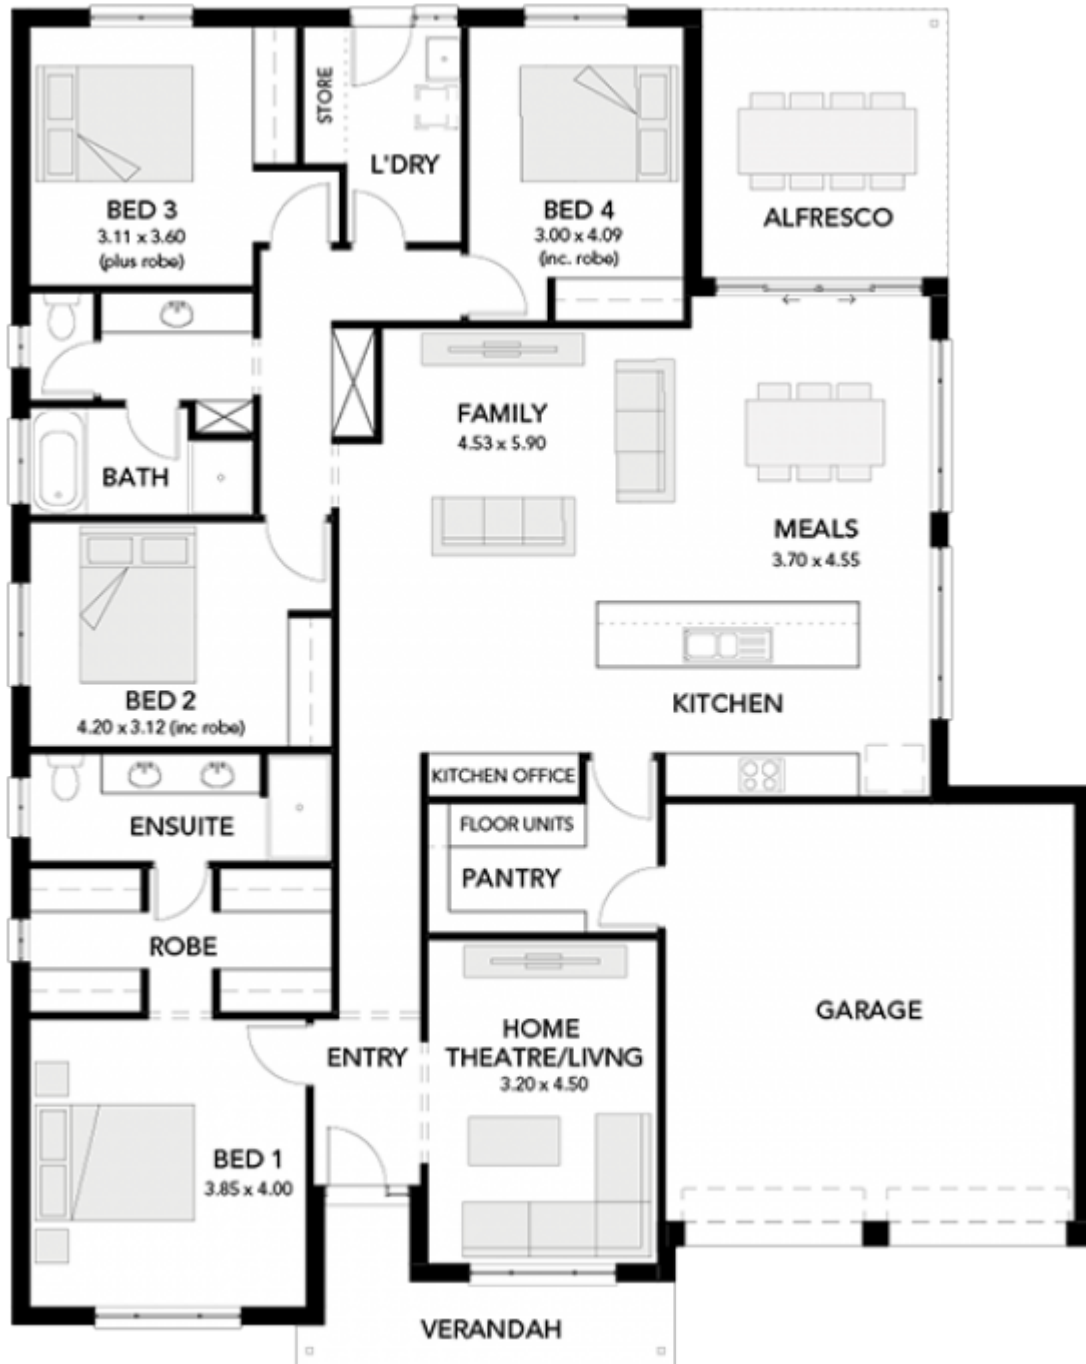 STORE
L'DRY
BED 3
3.11 x 3.60
(plus robe)
BED 4
3.00 x 4.09
(inc. robe)
ALFRESCO
FAMILY
4.53 x 5.90
BATH
MEALS
3.70 x 4.55
BED 2
4.20 x 3.12 (inc robe)
KITCHEN
KITCHEN OFFICE
ENSUITE
FLOOR UNITS
PANTRY
ROBE
GARAGE
HOME
THEATRE/LIVNG
3.20 x 4.50
ENTRY
BED 1
3.85 x 4.00
VERANDAH